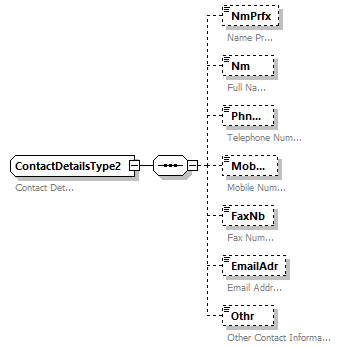 NmPrfx
Name Pr...
Nm
Full Na...
Phn...
Telephone Num...
ContactDetailsType2
Contact Det...
Mob...
Mobile Num...
FaxNb
Fax Num...
EmailAdr
Email Addr...
Othr
Other Contact Informa...